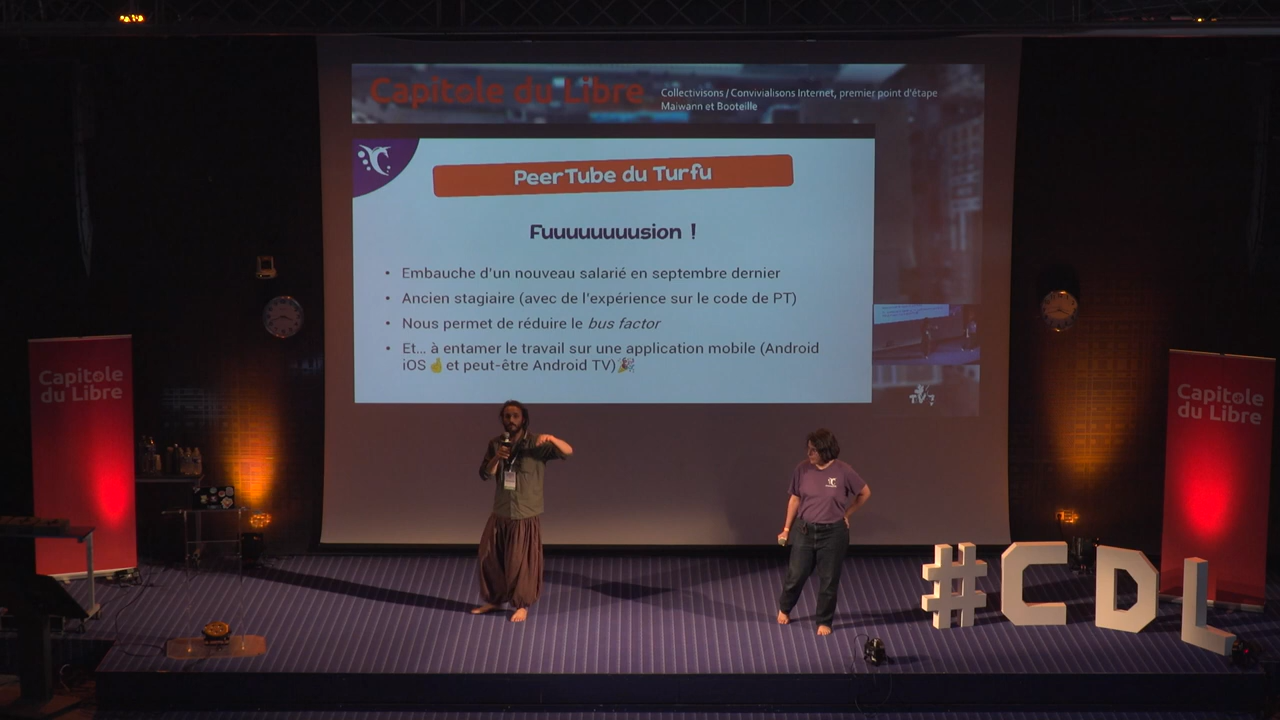 Capitole du Libre
Collectivisons / Convivialisons Internet, premier point d'étape
Maiwann et Booteille
PeerTube du Turfu
Fuuuuuuuusion !
• Embauche d'un nouveau salarié en septembre dernier
• Ancien stagiaire (avec de l'expérience sur le code de PT)
• Nous permet de réduire le bus factor
• Et... à entamer le travail sur une application mobile (Android
iOS 👍 et peut-être Android TV)🎉
TV?
Capitole
du Libre
Capitole
du Libre
#CDL